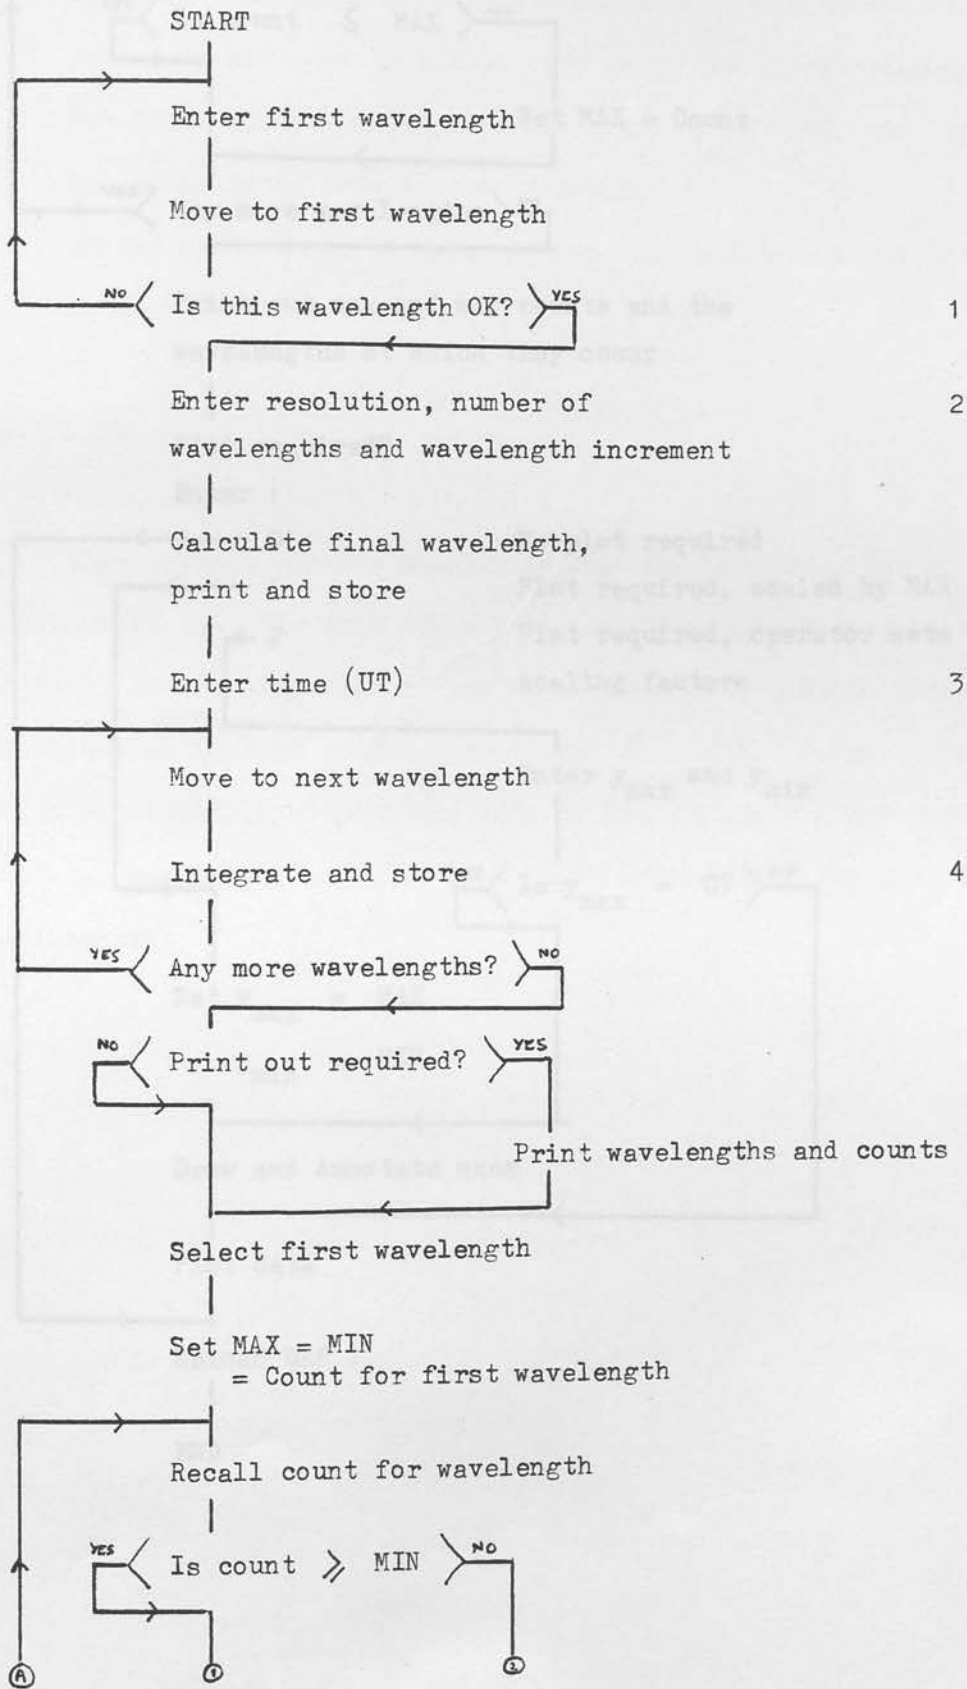 START
Enter first wavelength
Move to first wavelength
NO Is this wavelength OK? YES 1
Enter resolution, number of 2
wavelengths and wavelength increment
Calculate final wavelength,
print and store
Enter time (UT) 3
Move to next wavelength
Integrate and store 4
YES Any more wavelengths? NO
NO Print out required? YES
Print wavelengths and counts
Select first wavelength
Set MAX = MIN
= Count for first wavelength
Recall count for wavelength
YES Is count ⩾ MIN NO
A 1 2